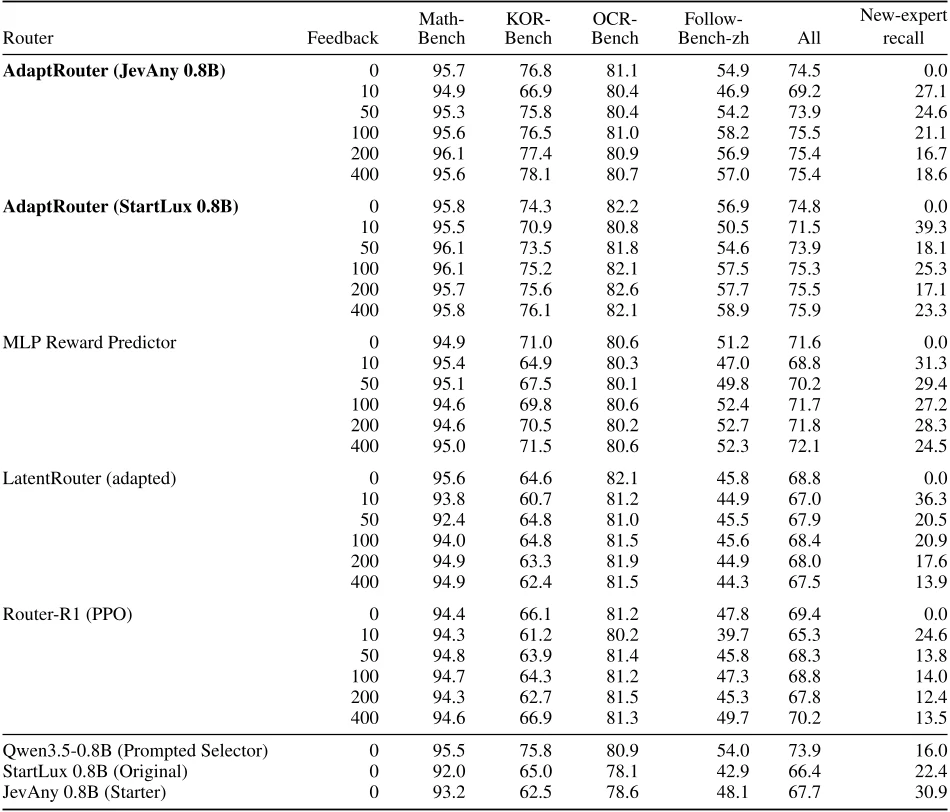 Router Feedback Math-Bench KOR-Bench OCR-Bench Follow-Bench-zh All New-expert recall
AdaptRouter (JevAny 0.8B) 0 95.7 76.8 81.1 54.9 74.5 0.0
10 94.9 66.9 80.4 46.9 69.2 27.1
50 95.3 75.8 80.4 54.2 73.9 24.6
100 95.6 76.5 81.0 58.2 75.5 21.1
200 96.1 77.4 80.9 56.9 75.4 16.7
400 95.6 78.1 80.7 57.0 75.4 18.6
AdaptRouter (StartLux 0.8B) 0 95.8 74.3 82.2 56.9 74.8 0.0
10 95.5 70.9 80.8 50.5 71.5 39.3
50 96.1 73.5 81.8 54.6 73.9 18.1
100 96.1 75.2 82.1 57.5 75.3 25.3
200 95.7 75.6 82.6 57.7 75.5 17.1
400 95.8 76.1 82.1 58.9 75.9 23.3
MLP Reward Predictor 0 94.9 71.0 80.6 51.2 71.6 0.0
10 95.4 64.9 80.3 47.0 68.8 31.3
50 95.1 67.5 80.1 49.8 70.2 29.4
100 94.6 69.8 80.6 52.4 71.7 27.2
200 94.6 70.5 80.2 52.7 71.8 28.3
400 95.0 71.5 80.6 52.3 72.1 24.5
LatentRouter (adapted) 0 95.6 64.6 82.1 45.8 68.8 0.0
10 93.8 60.7 81.2 44.9 67.0 36.3
50 92.4 64.8 81.0 45.5 67.9 20.5
100 94.0 64.8 81.5 45.6 68.4 20.9
200 94.9 63.3 81.9 44.9 68.0 17.6
400 94.9 62.4 81.5 44.3 67.5 13.9
Router-R1 (PPO) 0 94.4 66.1 81.2 47.8 69.4 0.0
10 94.3 61.2 80.2 39.7 65.3 24.6
50 94.8 63.9 81.4 45.8 68.3 13.8
100 94.7 64.3 81.2 47.3 68.8 14.0
200 94.3 62.7 81.5 45.3 67.8 12.4
400 94.6 66.9 81.3 49.7 70.2 13.5
Qwen3.5-0.8B (Prompted Selector) 0 95.5 75.8 80.9 54.0 73.9 16.0
StartLux 0.8B (Original) 0 92.0 65.0 78.1 42.9 66.4 22.4
JevAny 0.8B (Starter) 0 93.2 62.5 78.6 48.1 67.7 30.9